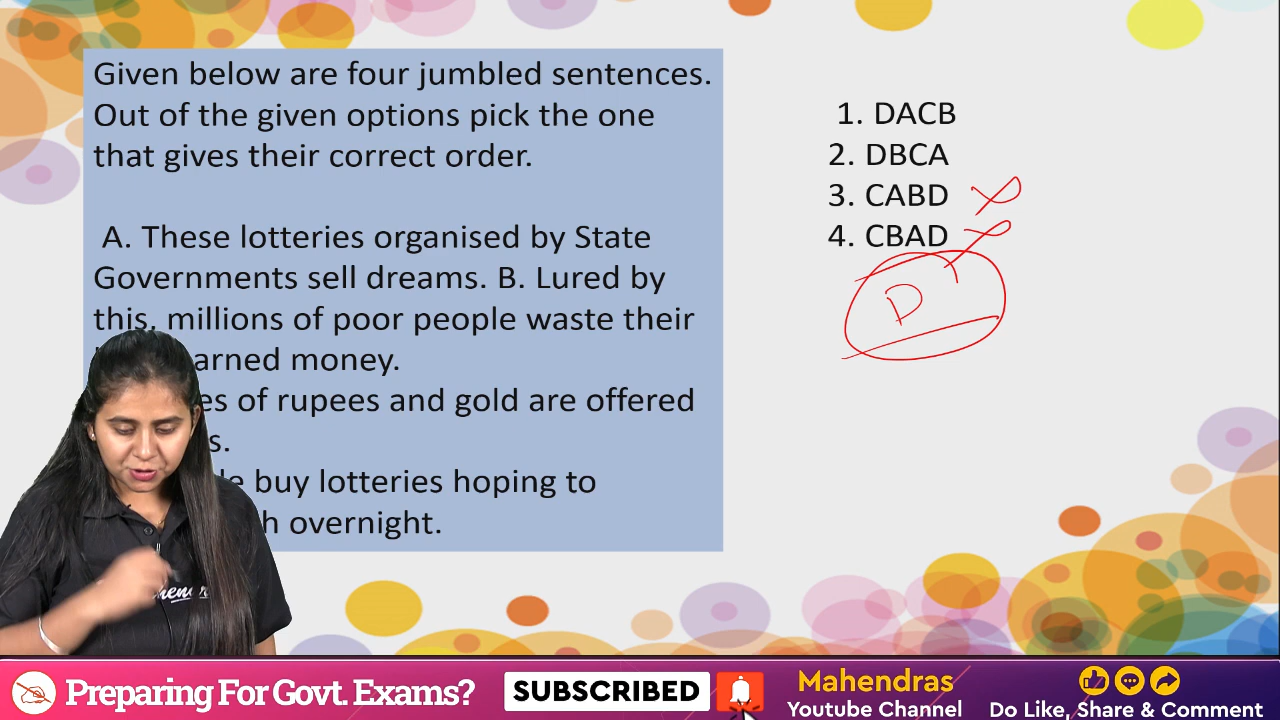 Given below are four jumbled sentences.
Out of the given options pick the one
that gives their correct order.
A. These lotteries organised by State
Governments sell dreams. B. Lured by
this, millions of poor people waste their
arned money.
es of rupees and gold are offered
s.
e buy lotteries hoping to
h overnight.
1. DACB
2. DBCA
3. CABD
4. CBAD
D
Preparing For Govt. Exams?
SUBSCRIBED
Mahendras
Youtube Channel
Do Like, Share & Comment